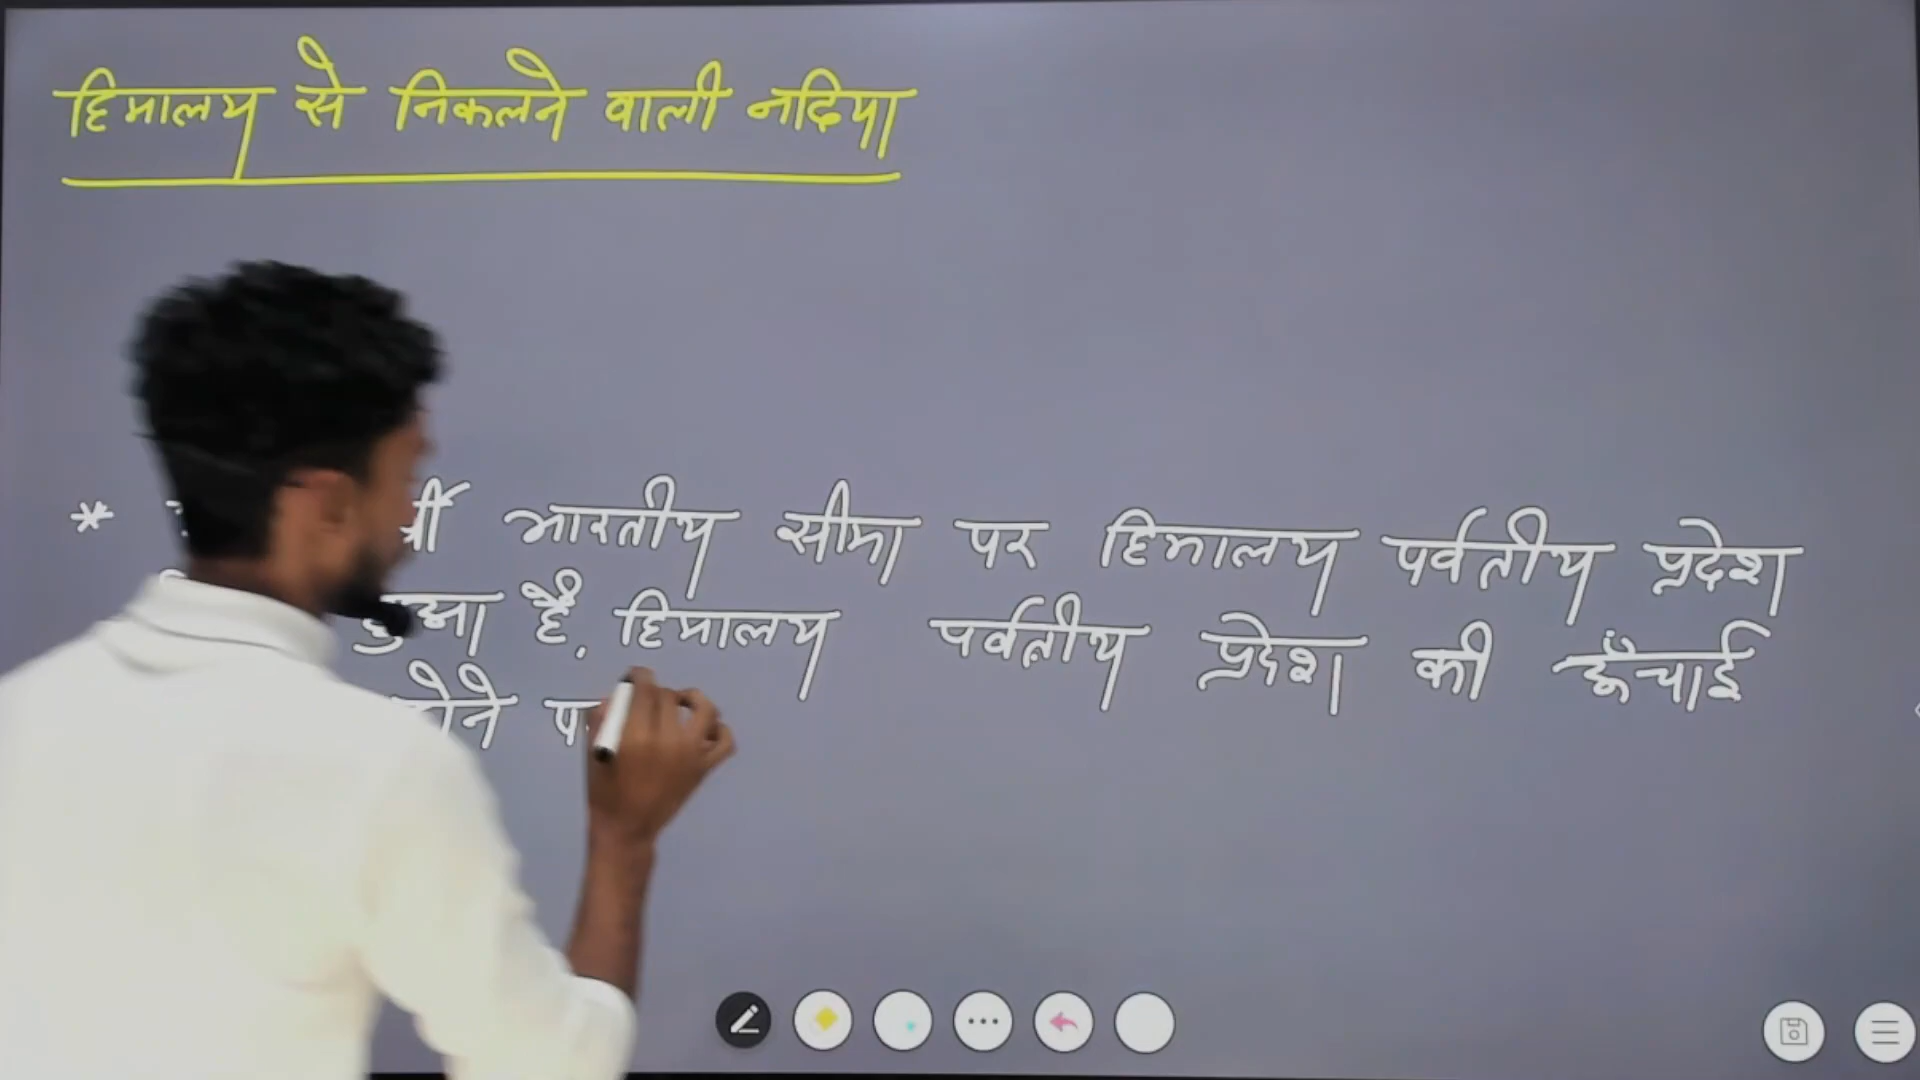 हिमालय से निकलने वाली नदिया
* भारतीय सीमा पर हिमालय पर्वतीय प्रदेश
है, हिमालय पर्वतीय प्रदेश की ऊँचाई